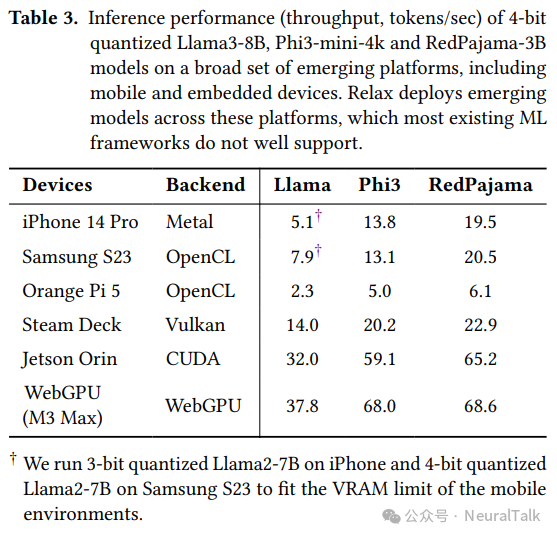 Table 3. Inference performance (throughput, tokens/sec) of 4-bit
quantized Llama3-8B, Phi3-mini-4k and RedPajama-3B
models on a broad set of emerging platforms, including
mobile and embedded devices. Relax deploys emerging
models across these platforms, which most existing ML
frameworks do not well support.
Devices Backend Llama Phi3 RedPajama
iPhone 14 Pro Metal 5.1† 13.8 19.5
Samsung S23 OpenCL 7.9† 13.1 20.5
Orange Pi 5 OpenCL 2.3 5.0 6.1
Steam Deck Vulkan 14.0 20.2 22.9
Jetson Orin CUDA 32.0 59.1 65.2
WebGPU
(M3 Max) WebGPU 37.8 68.0 68.6
† We run 3-bit quantized Llama2-7B on iPhone and 4-bit quantized
Llama2-7B on Samsung S23 to fit the VRAM limit of the mobile
environments.
公众号 · NeuralTalk